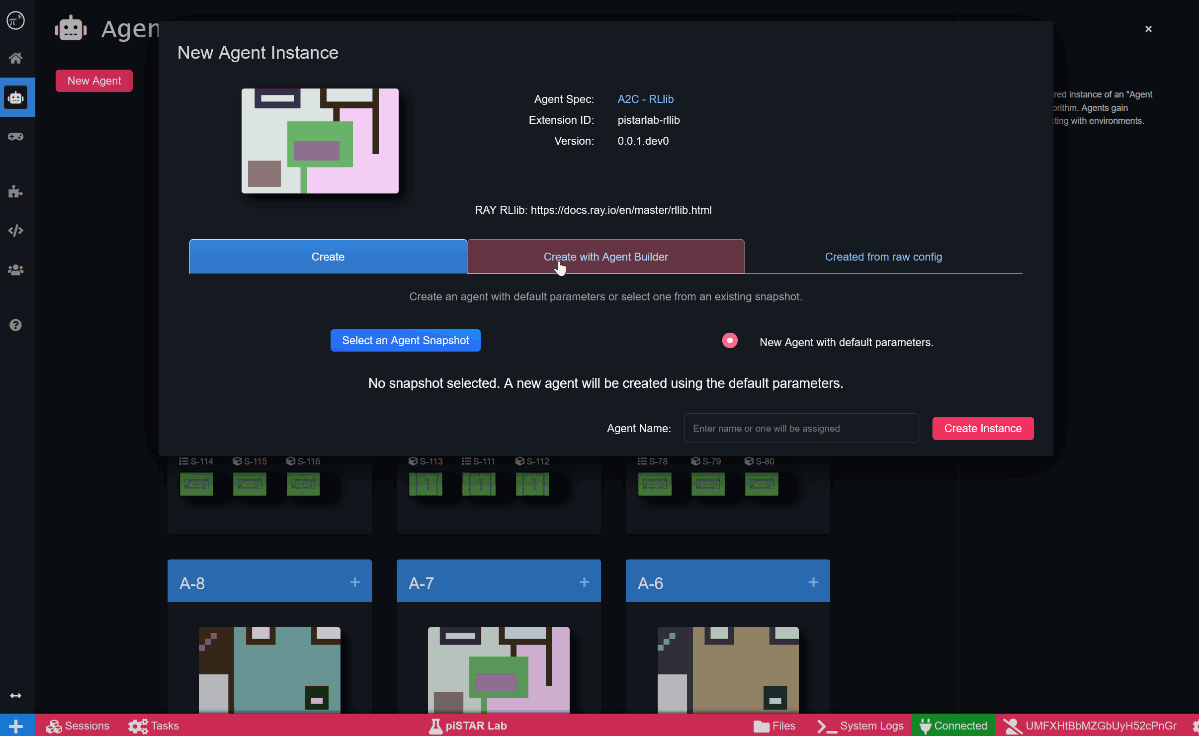 Agen
New Agent
New Agent Instance
×
Agent Spec: A2C - RLlib
Extension ID: pistarlab-rllib
Version: 0.0.1.dev0
RAY RLlib: https://docs.ray.io/en/master/rllib.html
red instance of an "Agent
orithm. Agents gain
ting with environments.
Create
Create with Agent Builder
Created from raw config
Create an agent with default parameters or select one from an existing snapshot.
Select an Agent Snapshot
New Agent with default parameters.
No snapshot selected. A new agent will be created using the default parameters.
Agent Name: Enter name or one will be assigned Create Instance
S-114 S-115 S-116 S-113 S-111 S-112 S-78 S-79 S-80
A-8 + A-7 + A-6 +
Sessions Tasks piSTAR Lab Files System Logs Connected UMFXHtBbMZGbUyH52cPnGr